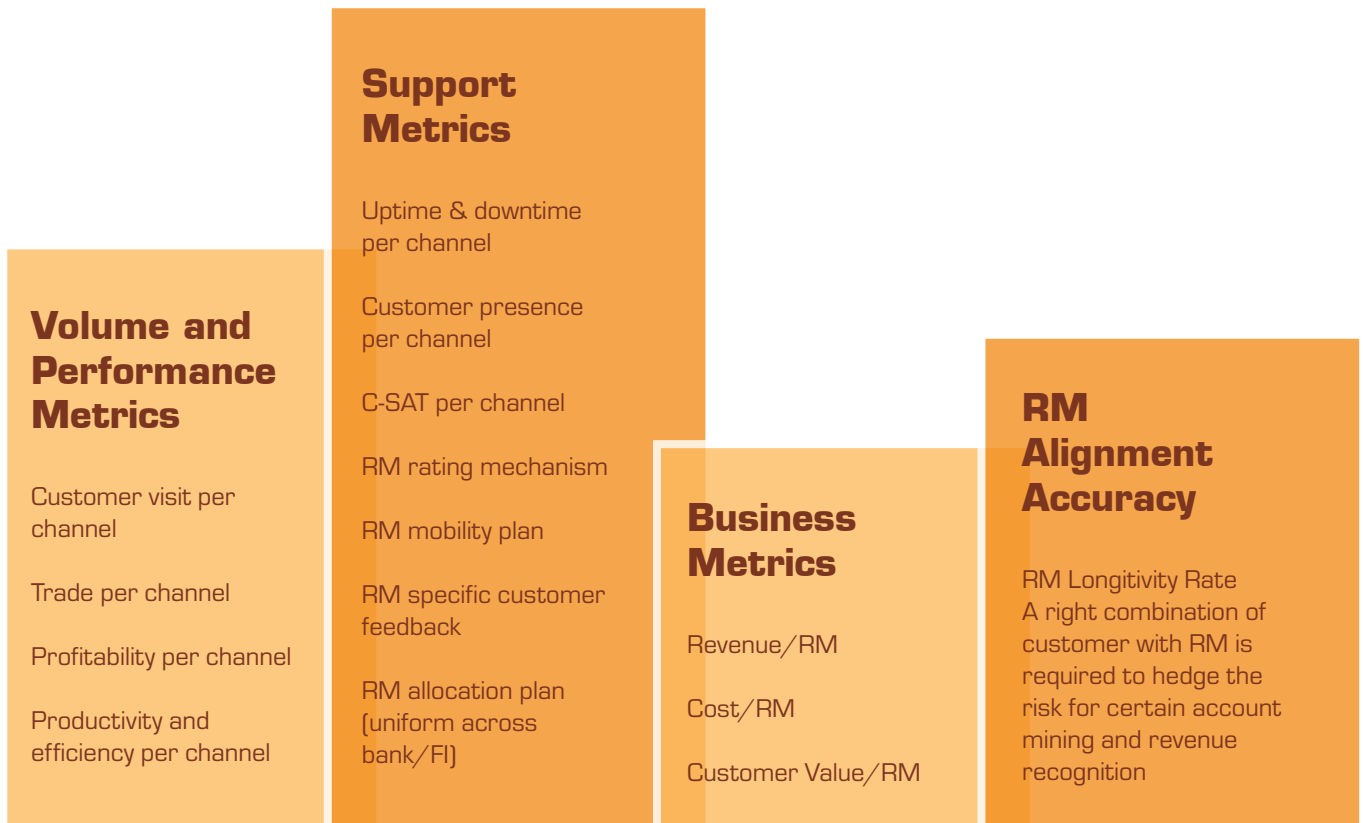 Volume and
Performance
Metrics
Customer visit per
channel
Trade per channel
Profitability per channel
Productivity and
efficiency per channel
Support
Metrics
Uptime & downtime
per channel
Customer presence
per channel
C-SAT per channel
RM rating mechanism
RM mobility plan
RM specific customer
feedback
RM allocation plan
(uniform across
bank/FI)
Business
Metrics
Revenue/RM
Cost/RM
Customer Value/RM
RM
Alignment
Accuracy
RM Longitivity Rate
A right combination of
customer with RM is
required to hedge the
risk for certain account
mining and revenue
recognition